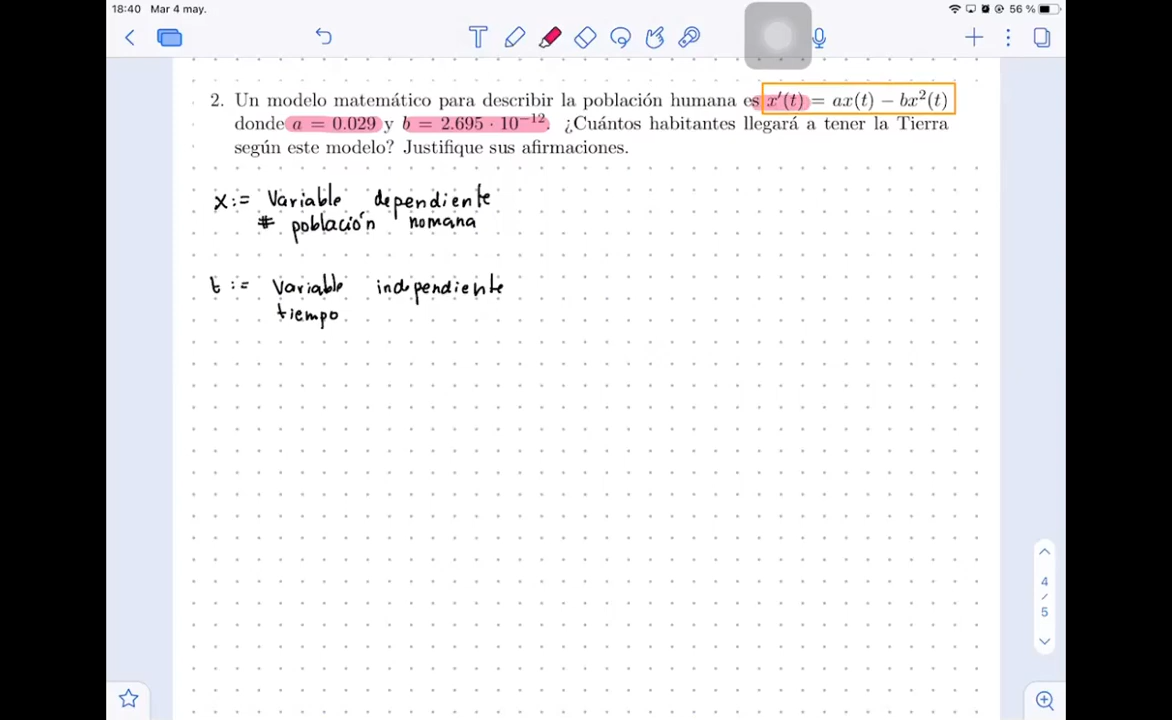 18:40 Mar 4 may.
56 %
2. Un modelo matemático para describir la población humana es x′(t) = ax(t) − bx²(t)
donde a = 0.029 y b = 2.695 · 10⁻¹². ¿Cuántos habitantes llegará a tener la Tierra
según este modelo? Justifique sus afirmaciones.
x := Variable dependiente
# población homana
t := Variable independiente
tiempo
4
/
5